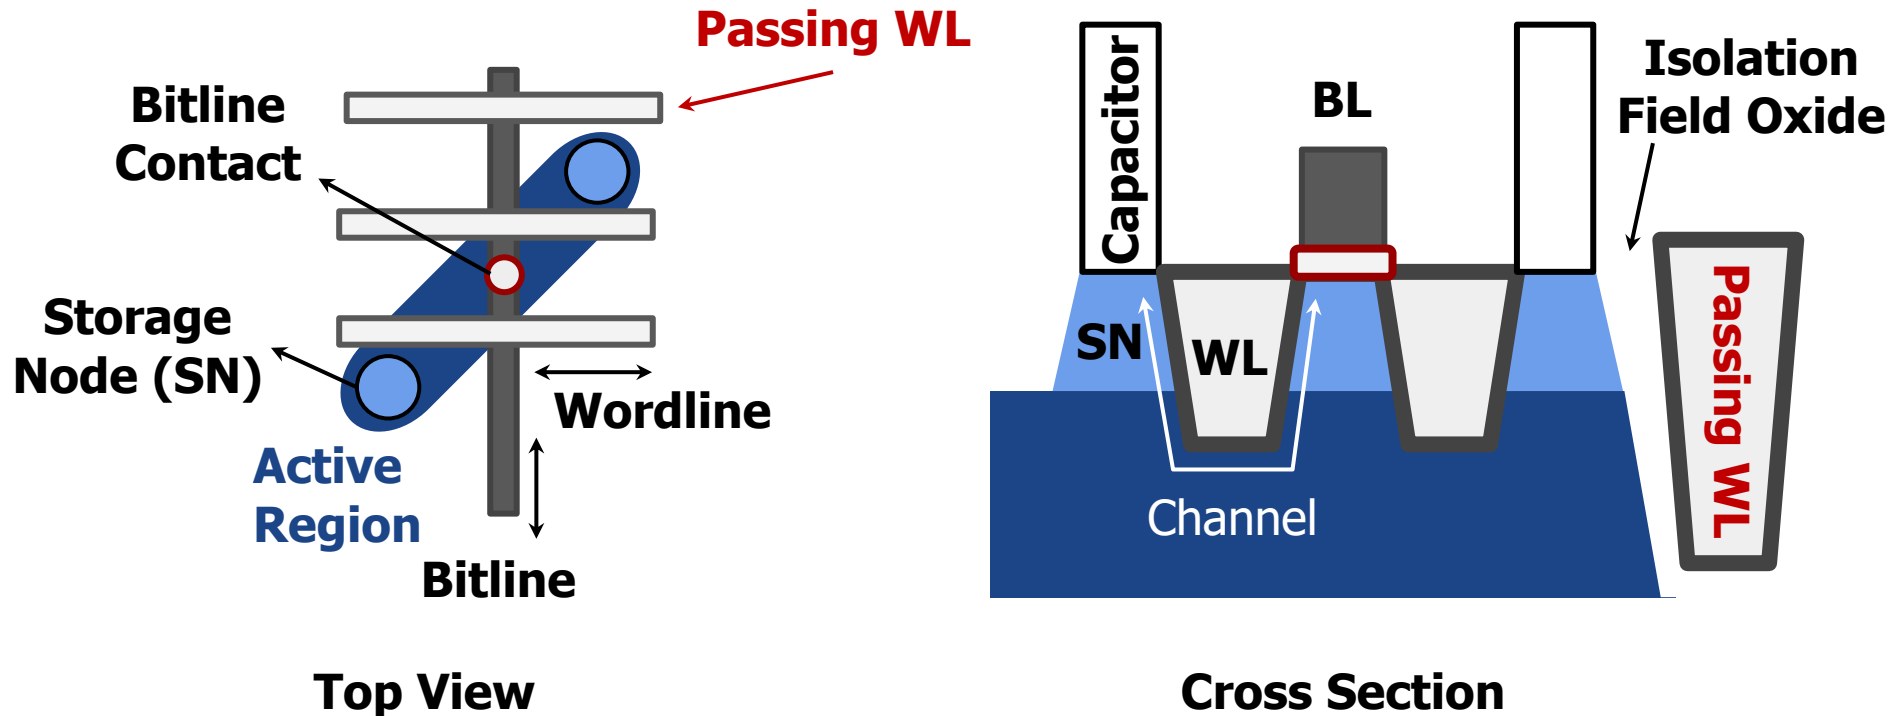 Passing WL
Bitline
Contact
Storage
Node (SN)
Wordline
Active
Region
Bitline
Top View
Capacitor
BL
Isolation
Field Oxide
SN
WL
Passing WL
Channel
Cross Section